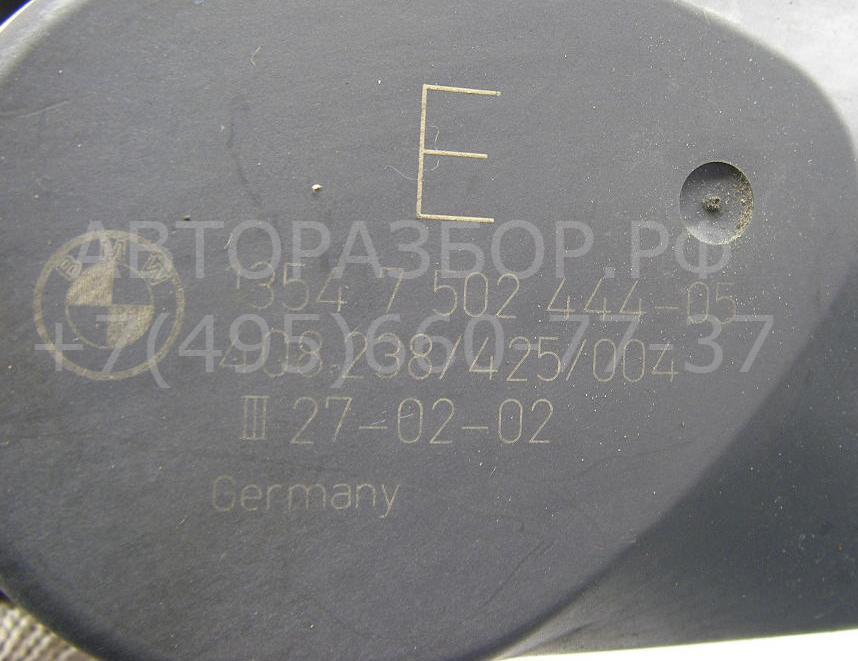 E
АВТОРАЗБОР.РФ
BMW
1354 7 502 444-05
+7(495)660-77-37
408.238/425/004
III 27-02-02
Germany